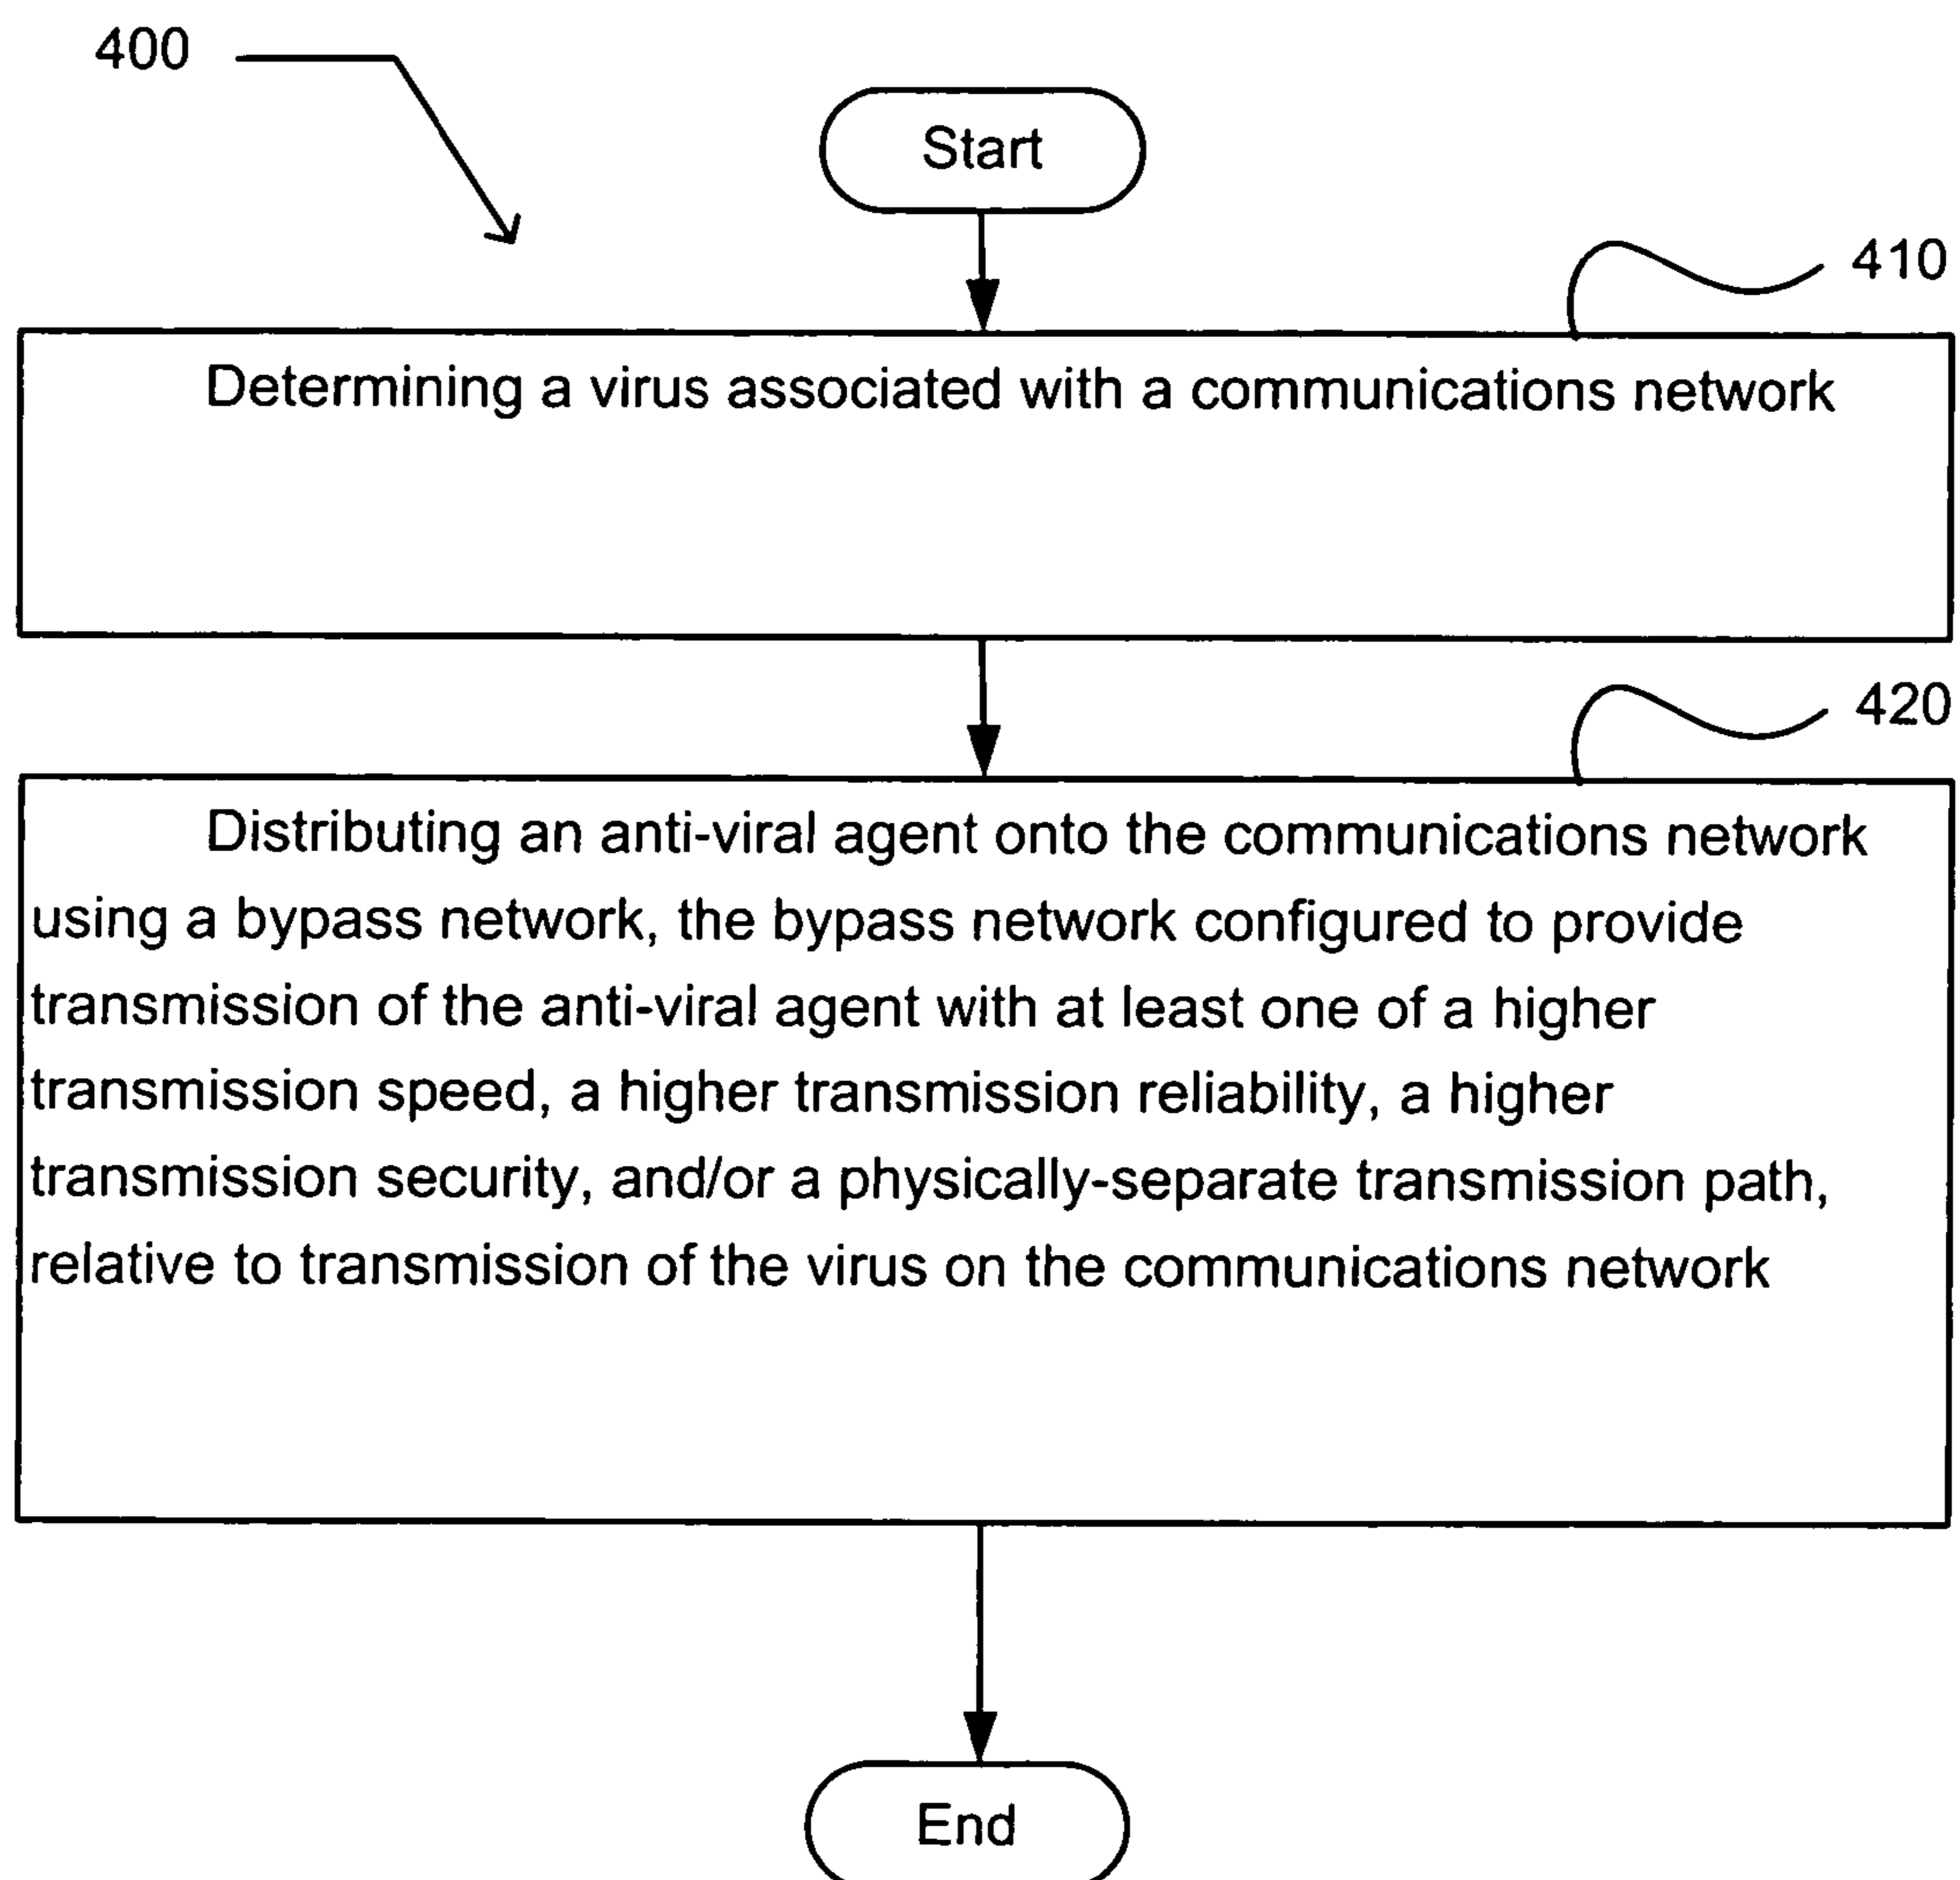 400
Start
410
Determining a virus associated with a communications network
420
Distributing an anti-viral agent onto the communications network
using a bypass network, the bypass network configured to provide
transmission of the anti-viral agent with at least one of a higher
transmission speed, a higher transmission reliability, a higher
transmission security, and/or a physically-separate transmission path,
relative to transmission of the virus on the communications network
End